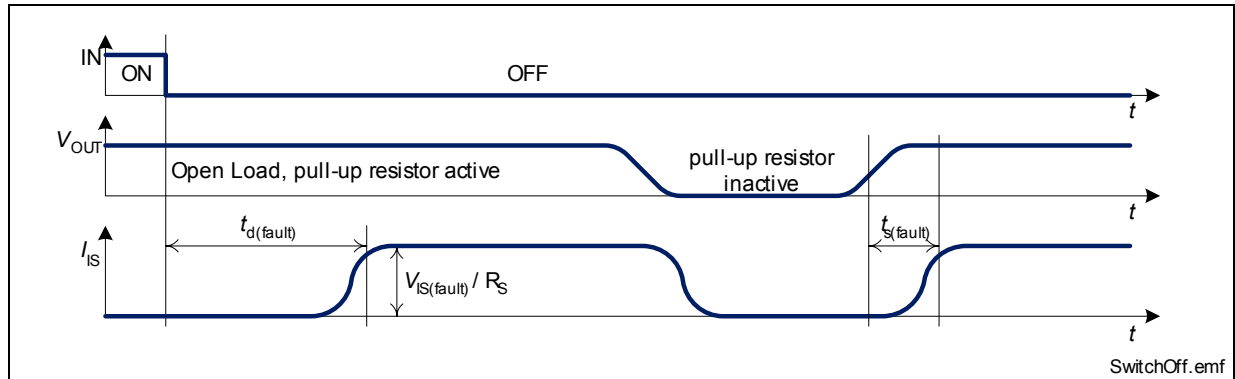 IN
ON
OFF
t
VOUT
Open Load, pull-up resistor active
pull-up resistor
inactive
t
td(fault)
ts(fault)
IIS
VIS(fault) / RS
t
SwitchOff.emf